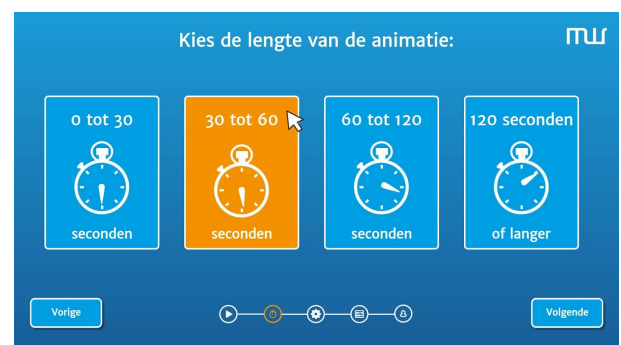 Kies de lengte van de animatie:
mw
0 tot 30
seconden
30 tot 60
seconden
60 tot 120
seconden
120 seconden
of langer
Vorige
Volgende